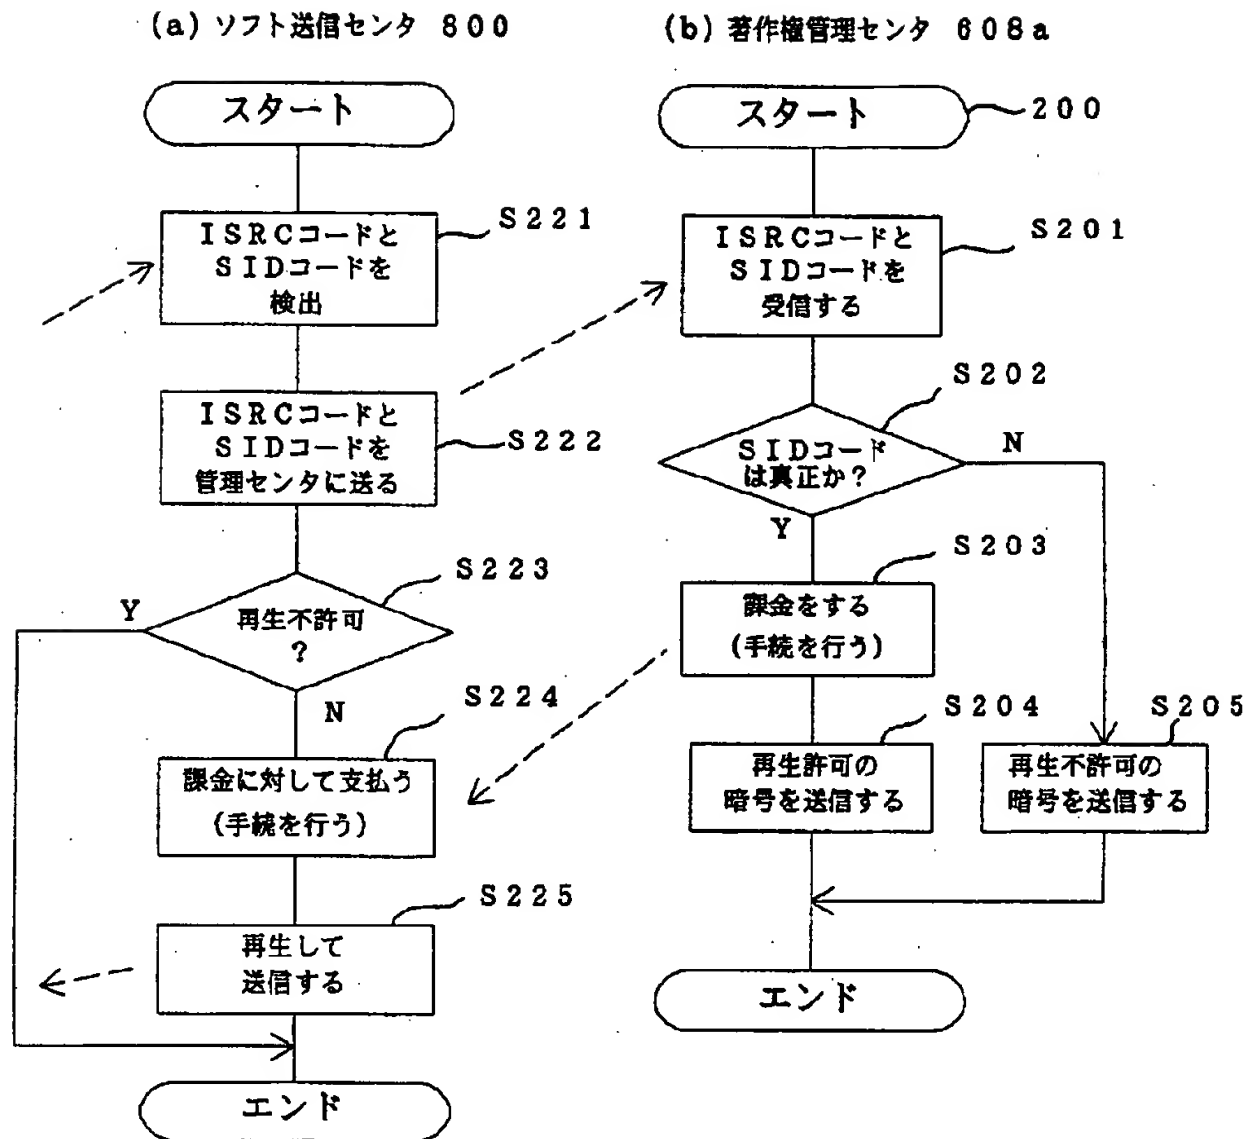 (a) ソフト送信センタ 800
スタート
ISRCコードと
SIDコードを
検出
S221
ISRCコードと
SIDコードを
管理センタに送る
S222
再生不許可
?
S223
Y
N
課金に対して支払う
(手続を行う)
S224
再生して
送信する
S225
エンド
(b) 著作権管理センタ 608a
スタート
200
ISRCコードと
SIDコードを
受信する
S201
SIDコード
は真正か?
S202
N
Y
課金をする
(手続を行う)
S203
再生許可の
暗号を送信する
S204
再生不許可の
暗号を送信する
S205
エンド